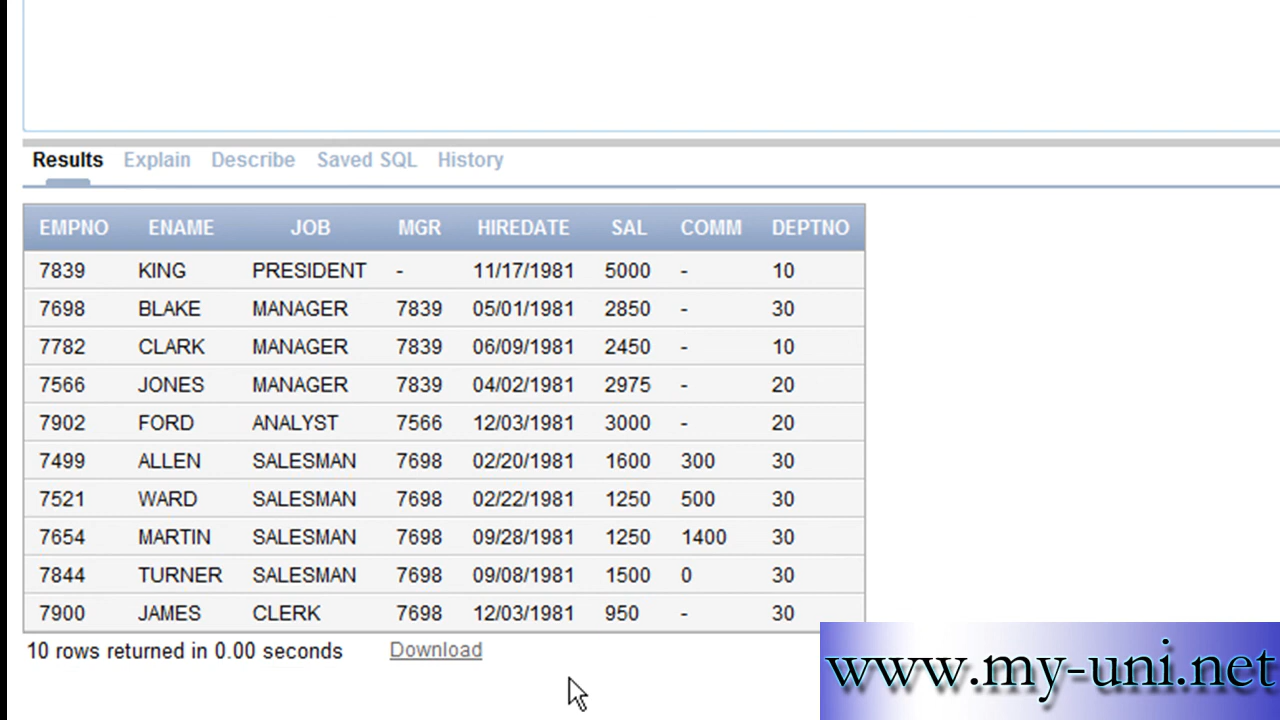 Results Explain Describe Saved SQL History
EMPNO ENAME JOB MGR HIREDATE SAL COMM DEPTNO
7839 KING PRESIDENT - 11/17/1981 5000 - 10
7698 BLAKE MANAGER 7839 05/01/1981 2850 - 30
7782 CLARK MANAGER 7839 06/09/1981 2450 - 10
7566 JONES MANAGER 7839 04/02/1981 2975 - 20
7902 FORD ANALYST 7566 12/03/1981 3000 - 20
7499 ALLEN SALESMAN 7698 02/20/1981 1600 300 30
7521 WARD SALESMAN 7698 02/22/1981 1250 500 30
7654 MARTIN SALESMAN 7698 09/28/1981 1250 1400 30
7844 TURNER SALESMAN 7698 09/08/1981 1500 0 30
7900 JAMES CLERK 7698 12/03/1981 950 - 30
10 rows returned in 0.00 seconds Download
www.my-uni.net